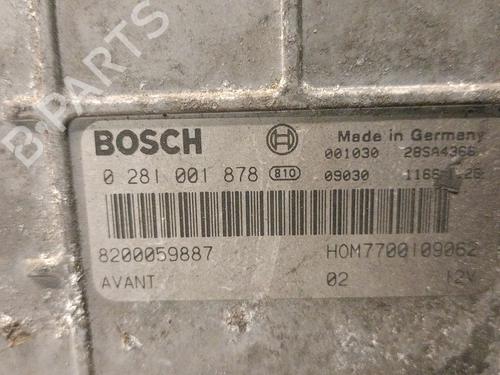 B-PARTS
BOSCH
Made in Germany
001030 28SA4366
0 281 001 878 810
09030
8200059887 HOM7700109062
AVANT 02 12V